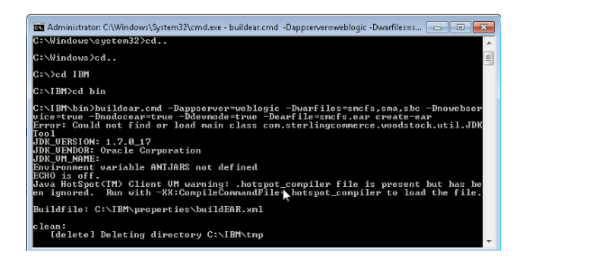 Administrator: C:\Windows\System32\cmd.exe - buildear.cmd -Dappserver=weblogic -Dwarfiles=s...
C:\Windows\system32>cd..
C:\Windows>cd..
C:\>cd IBM
C:\IBM>cd bin
C:\IBM\bin>buildear.cmd -Dappserver=weblogic -Dwarfiles=smcfs,sma,sbc -Dnowebser
vice=true -Dnodocear=true -Ddevmode=true -Dearfile=smcfs.ear create-ear
Error: Could not find or load main class com.sterlingcommerce.woodstock.util.JDK
Tool
JDK_VERSION: 1.7.0_17
JDK_VENDOR: Oracle Corporation
JDK_VM_NAME:
Environment variable ANTJARS not defined
ECHO is off.
Java HotSpot(TM) Client VM warning: .hotspot_compiler file is present but has be
en ignored.  Run with -XX:CompileCommandFile=.hotspot_compiler to load the file.
Buildfile: C:\IBM\properties\buildEAR.xml
clean:
[delete] Deleting directory C:\IBM\tmp